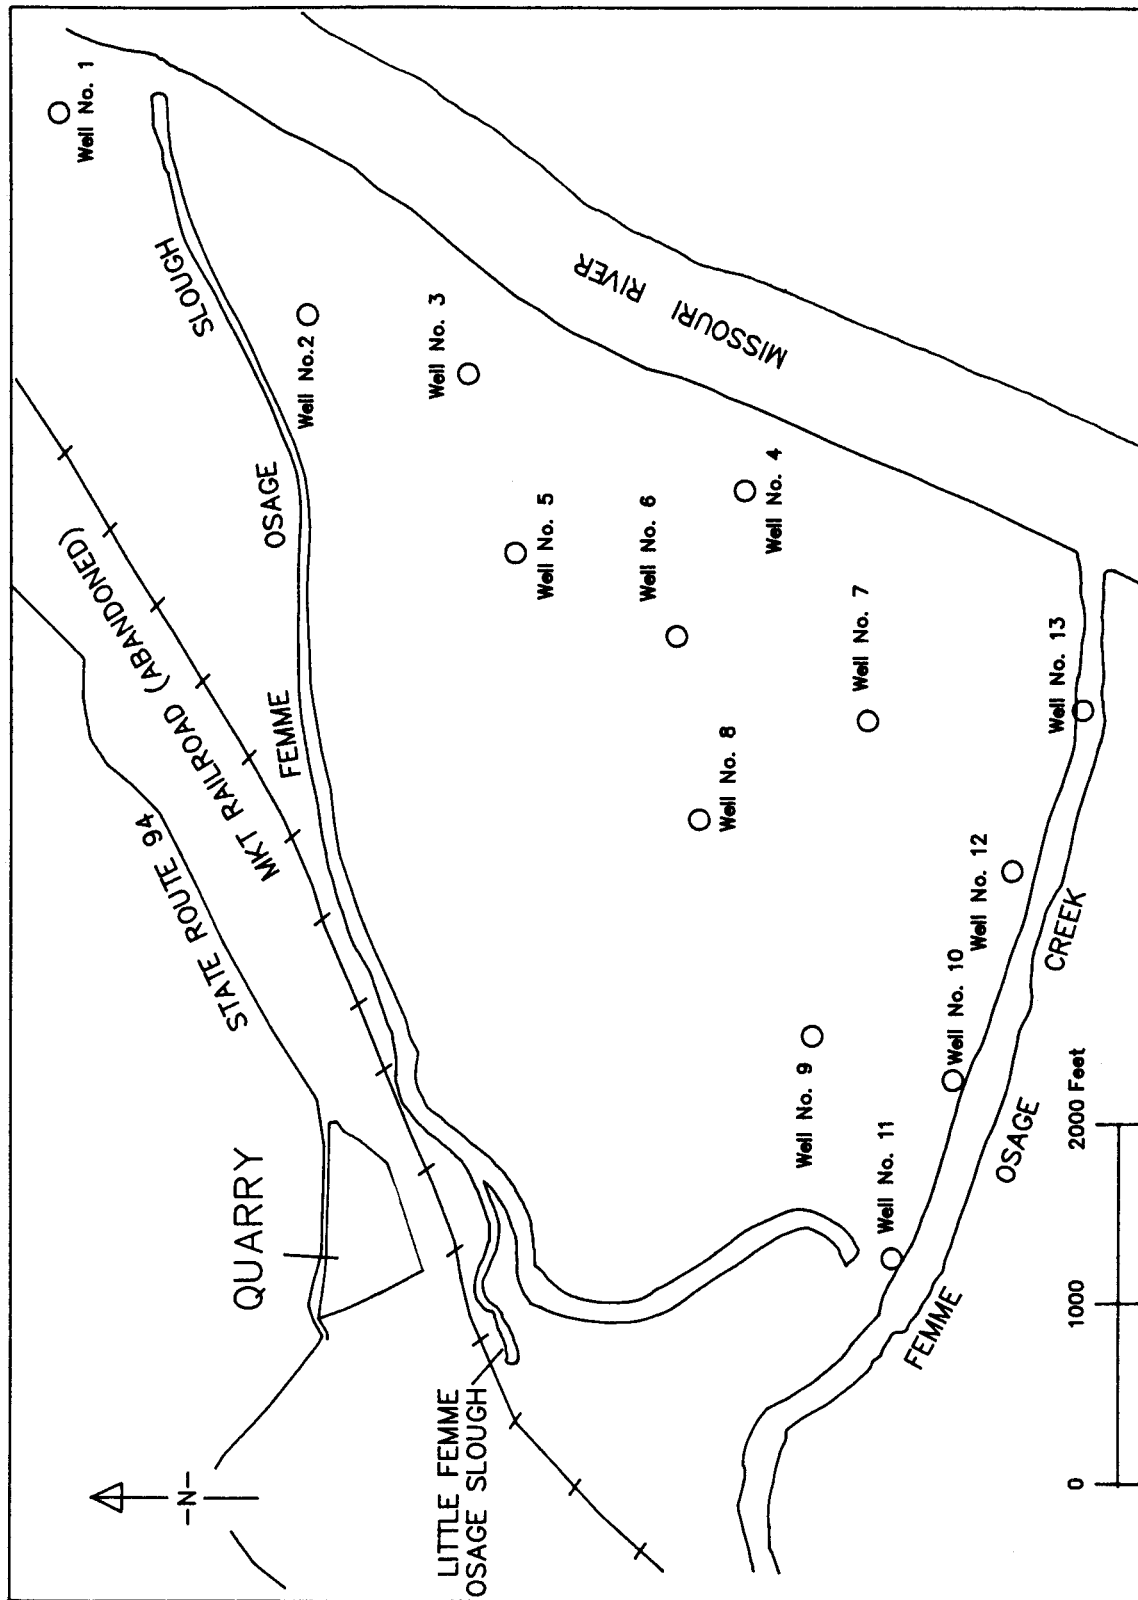 -N-
QUARRY
STATE ROUTE 94
MKT RAILROAD (ABANDONED)
LITTLE FEMME
OSAGE SLOUGH
FEMME OSAGE SLOUGH
Well No. 1
Well No.2
Well No. 3
Well No. 5
Well No. 6
Well No. 4
Well No. 8
Well No. 7
Well No. 9
Well No. 11
Well No. 10
Well No. 12
Well No. 13
MISSOURI RIVER
FEMME OSAGE CREEK
0 1000 2000 Feet